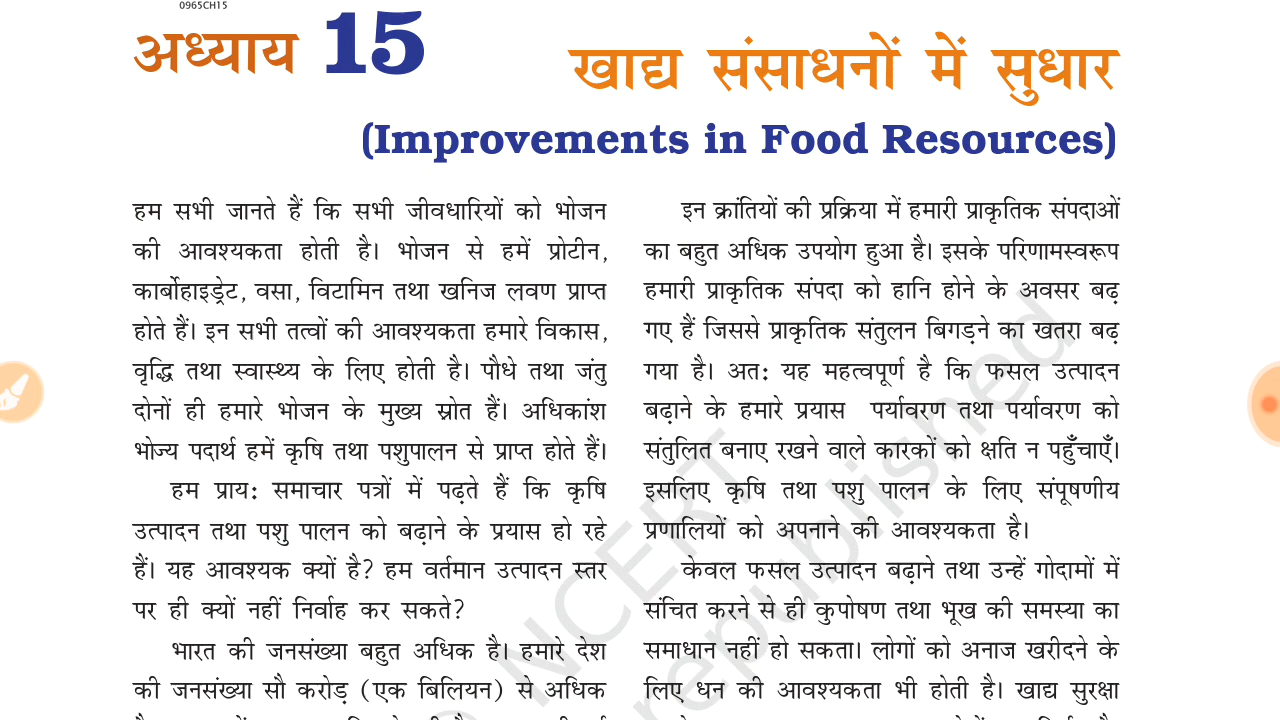 0965CH15
अध्याय 15
खाद्य संसाधनों में सुधार
(Improvements in Food Resources)
हम सभी जानते हैं कि सभी जीवधारियों को भोजन
की आवश्यकता होती है। भोजन से हमें प्रोटीन,
कार्बोहाइड्रेट, वसा, विटामिन तथा खनिज लवण प्राप्त
होते हैं। इन सभी तत्वों की आवश्यकता हमारे विकास,
वृद्धि तथा स्वास्थ्य के लिए होती है। पौधे तथा जंतु
दोनों ही हमारे भोजन के मुख्य स्रोत हैं। अधिकांश
भोज्य पदार्थ हमें कृषि तथा पशुपालन से प्राप्त होते हैं।
हम प्राय: समाचार पत्रों में पढ़ते हैं कि कृषि
उत्पादन तथा पशु पालन को बढ़ाने के प्रयास हो रहे
हैं। यह आवश्यक क्यों है? हम वर्तमान उत्पादन स्तर
पर ही क्यों नहीं निर्वाह कर सकते?
भारत की जनसंख्या बहुत अधिक है। हमारे देश
की जनसंख्या सौ करोड़ (एक बिलियन) से अधिक
इन क्रांतियों की प्रक्रिया में हमारी प्राकृतिक संपदाओं
का बहुत अधिक उपयोग हुआ है। इसके परिणामस्वरूप
हमारी प्राकृतिक संपदा को हानि होने के अवसर बढ़
गए हैं जिससे प्राकृतिक संतुलन बिगड़ने का खतरा बढ़
गया है। अत: यह महत्वपूर्ण है कि फसल उत्पादन
बढ़ाने के हमारे प्रयास पर्यावरण तथा पर्यावरण को
संतुलित बनाए रखने वाले कारकों को क्षति न पहुँचाएँ।
इसलिए कृषि तथा पशु पालन के लिए संपूषणीय
प्रणालियों को अपनाने की आवश्यकता है।
केवल फसल उत्पादन बढ़ाने तथा उन्हें गोदामों में
संचित करने से ही कुपोषण तथा भूख की समस्या का
समाधान नहीं हो सकता। लोगों को अनाज खरीदने के
लिए धन की आवश्यकता भी होती है। खाद्य सुरक्षा
© NCERT
republished